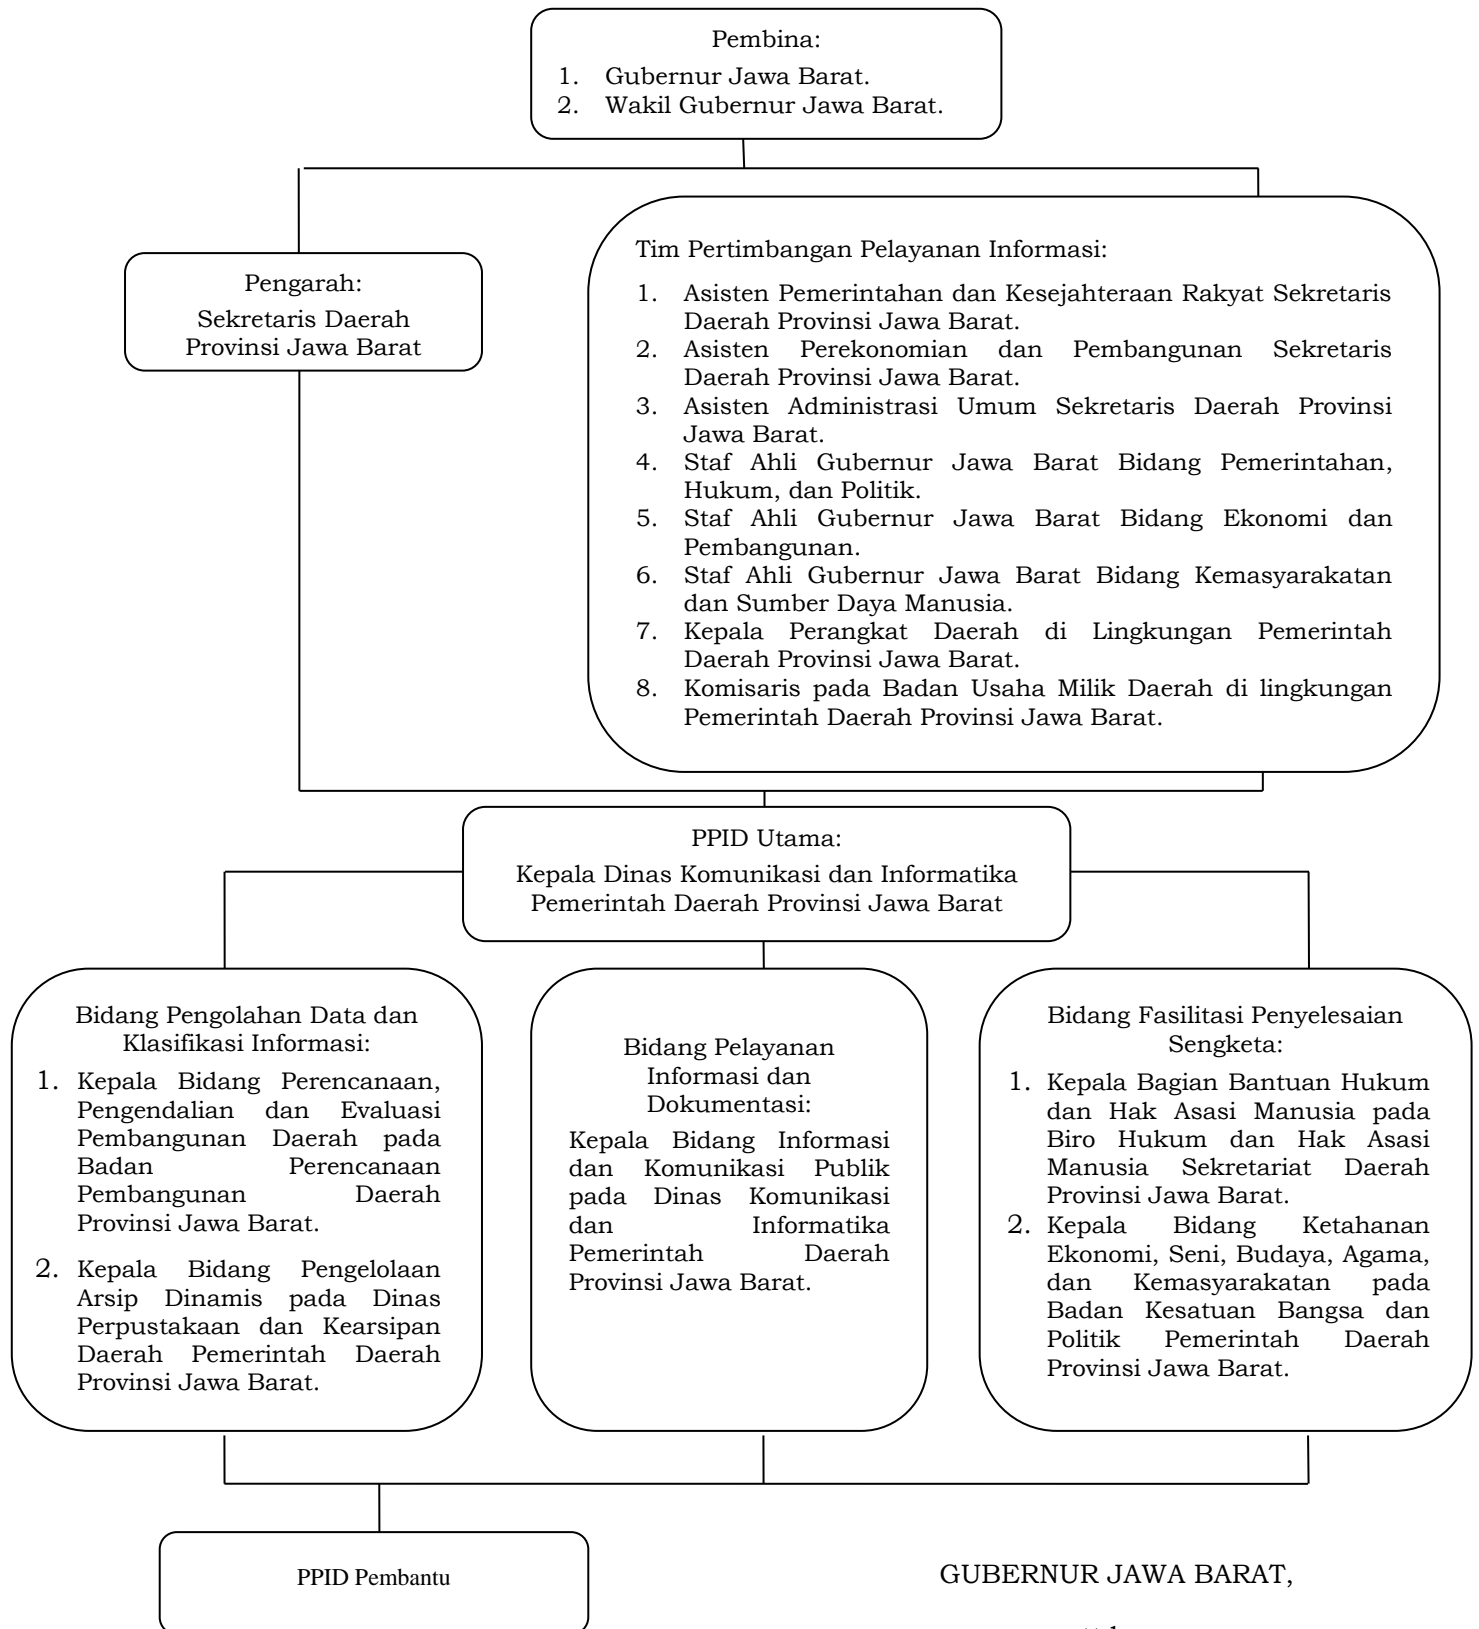 Pembina:
1. Gubernur Jawa Barat.
2. Wakil Gubernur Jawa Barat.
Pengarah:
Sekretaris Daerah
Provinsi Jawa Barat
Tim Pertimbangan Pelayanan Informasi:
1. Asisten Pemerintahan dan Kesejahteraan Rakyat Sekretaris
Daerah Provinsi Jawa Barat.
2. Asisten Perekonomian dan Pembangunan Sekretaris
Daerah Provinsi Jawa Barat.
3. Asisten Administrasi Umum Sekretaris Daerah Provinsi
Jawa Barat.
4. Staf Ahli Gubernur Jawa Barat Bidang Pemerintahan,
Hukum, dan Politik.
5. Staf Ahli Gubernur Jawa Barat Bidang Ekonomi dan
Pembangunan.
6. Staf Ahli Gubernur Jawa Barat Bidang Kemasyarakatan
dan Sumber Daya Manusia.
7. Kepala Perangkat Daerah di Lingkungan Pemerintah
Daerah Provinsi Jawa Barat.
8. Komisaris pada Badan Usaha Milik Daerah di lingkungan
Pemerintah Daerah Provinsi Jawa Barat.
PPID Utama:
Kepala Dinas Komunikasi dan Informatika
Pemerintah Daerah Provinsi Jawa Barat
Bidang Pengolahan Data dan
Klasifikasi Informasi:
1. Kepala Bidang Perencanaan,
Pengendalian dan Evaluasi
Pembangunan Daerah pada
Badan Perencanaan
Pembangunan Daerah
Provinsi Jawa Barat.
2. Kepala Bidang Pengelolaan
Arsip Dinamis pada Dinas
Perpustakaan dan Kearsipan
Daerah Pemerintah Daerah
Provinsi Jawa Barat.
Bidang Pelayanan
Informasi dan
Dokumentasi:
Kepala Bidang Informasi
dan Komunikasi Publik
pada Dinas Komunikasi
dan Informatika
Pemerintah Daerah
Provinsi Jawa Barat.
Bidang Fasilitasi Penyelesaian
Sengketa:
1. Kepala Bagian Bantuan Hukum
dan Hak Asasi Manusia pada
Biro Hukum dan Hak Asasi
Manusia Sekretariat Daerah
Provinsi Jawa Barat.
2. Kepala Bidang Ketahanan
Ekonomi, Seni, Budaya, Agama,
dan Kemasyarakatan pada
Badan Kesatuan Bangsa dan
Politik Pemerintah Daerah
Provinsi Jawa Barat.
PPID Pembantu
GUBERNUR JAWA BARAT,